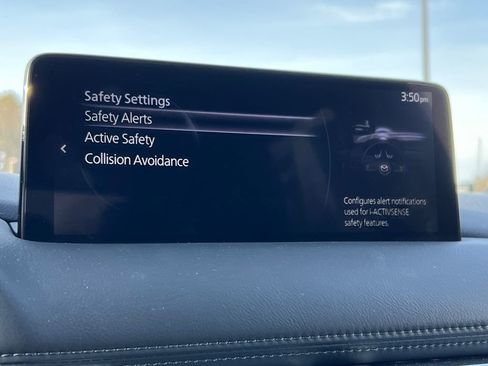 Safety Settings
3:50pm
Safety Alerts
Active Safety
Collision Avoidance
Configures alert notifications
used for i-ACTIVSENSE
safety features.